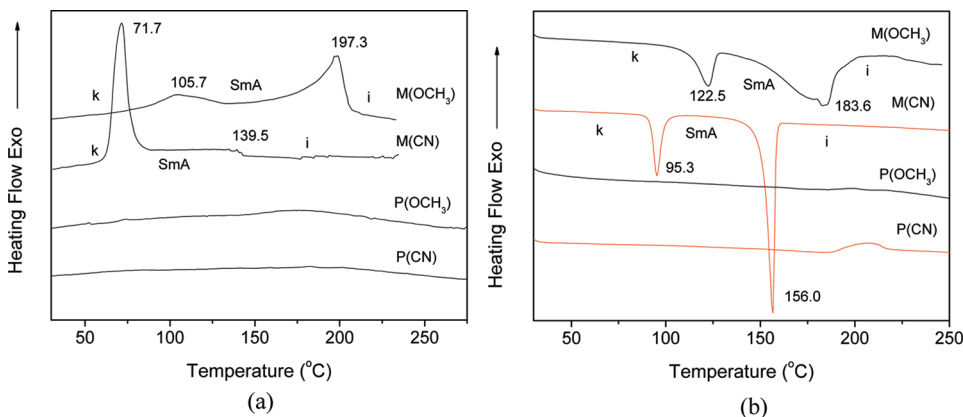 Heating Flow Exo
71.7
197.3
105.7
SmA
k
i
M(OCH3)
139.5
M(CN)
k
i
SmA
P(OCH3)
P(CN)
50
100
150
200
250
Temperature (°C)
(a)
Heating Flow Exo
M(OCH3)
k
SmA
i
122.5
183.6
M(CN)
k
SmA
i
95.3
P(OCH3)
P(CN)
156.0
50
100
150
200
250
Temperature (°C)
(b)